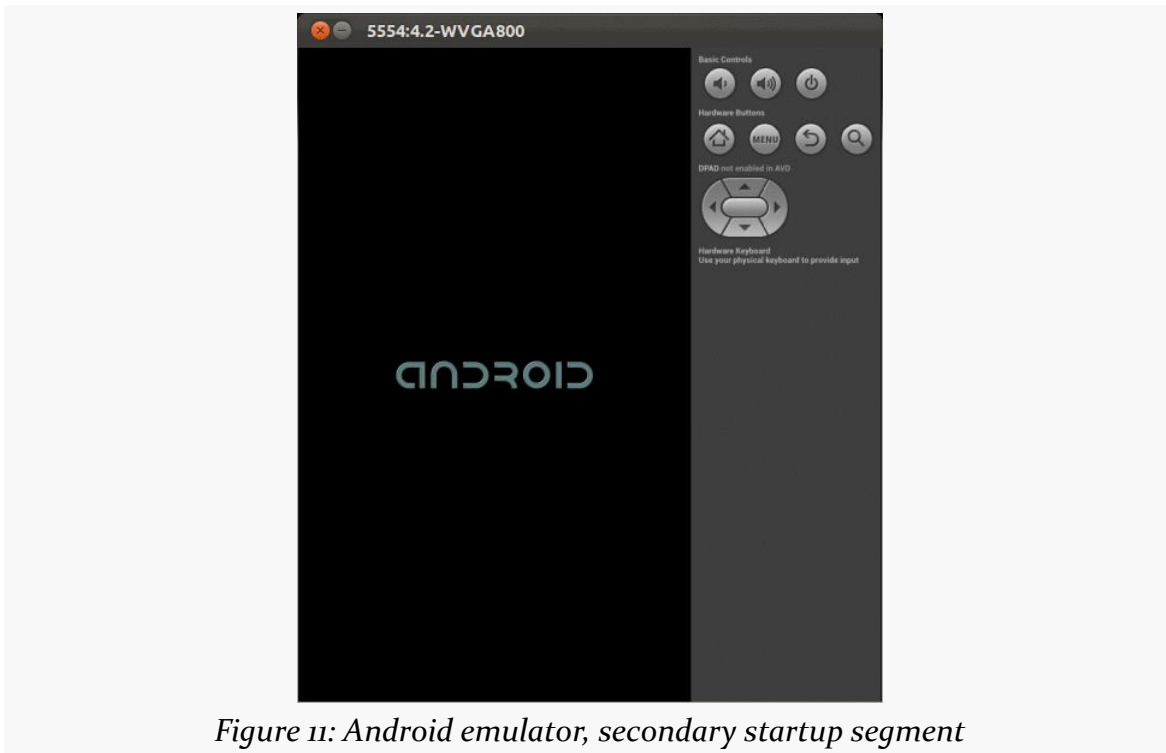 5554:4.2-WVGA800
Basic Controls
Hardware Buttons
MENU
DPAD not enabled in AVD
Hardware Keyboard
Use your physical keyboard to provide input
ANDROID
Figure 11: Android emulator, secondary startup segment